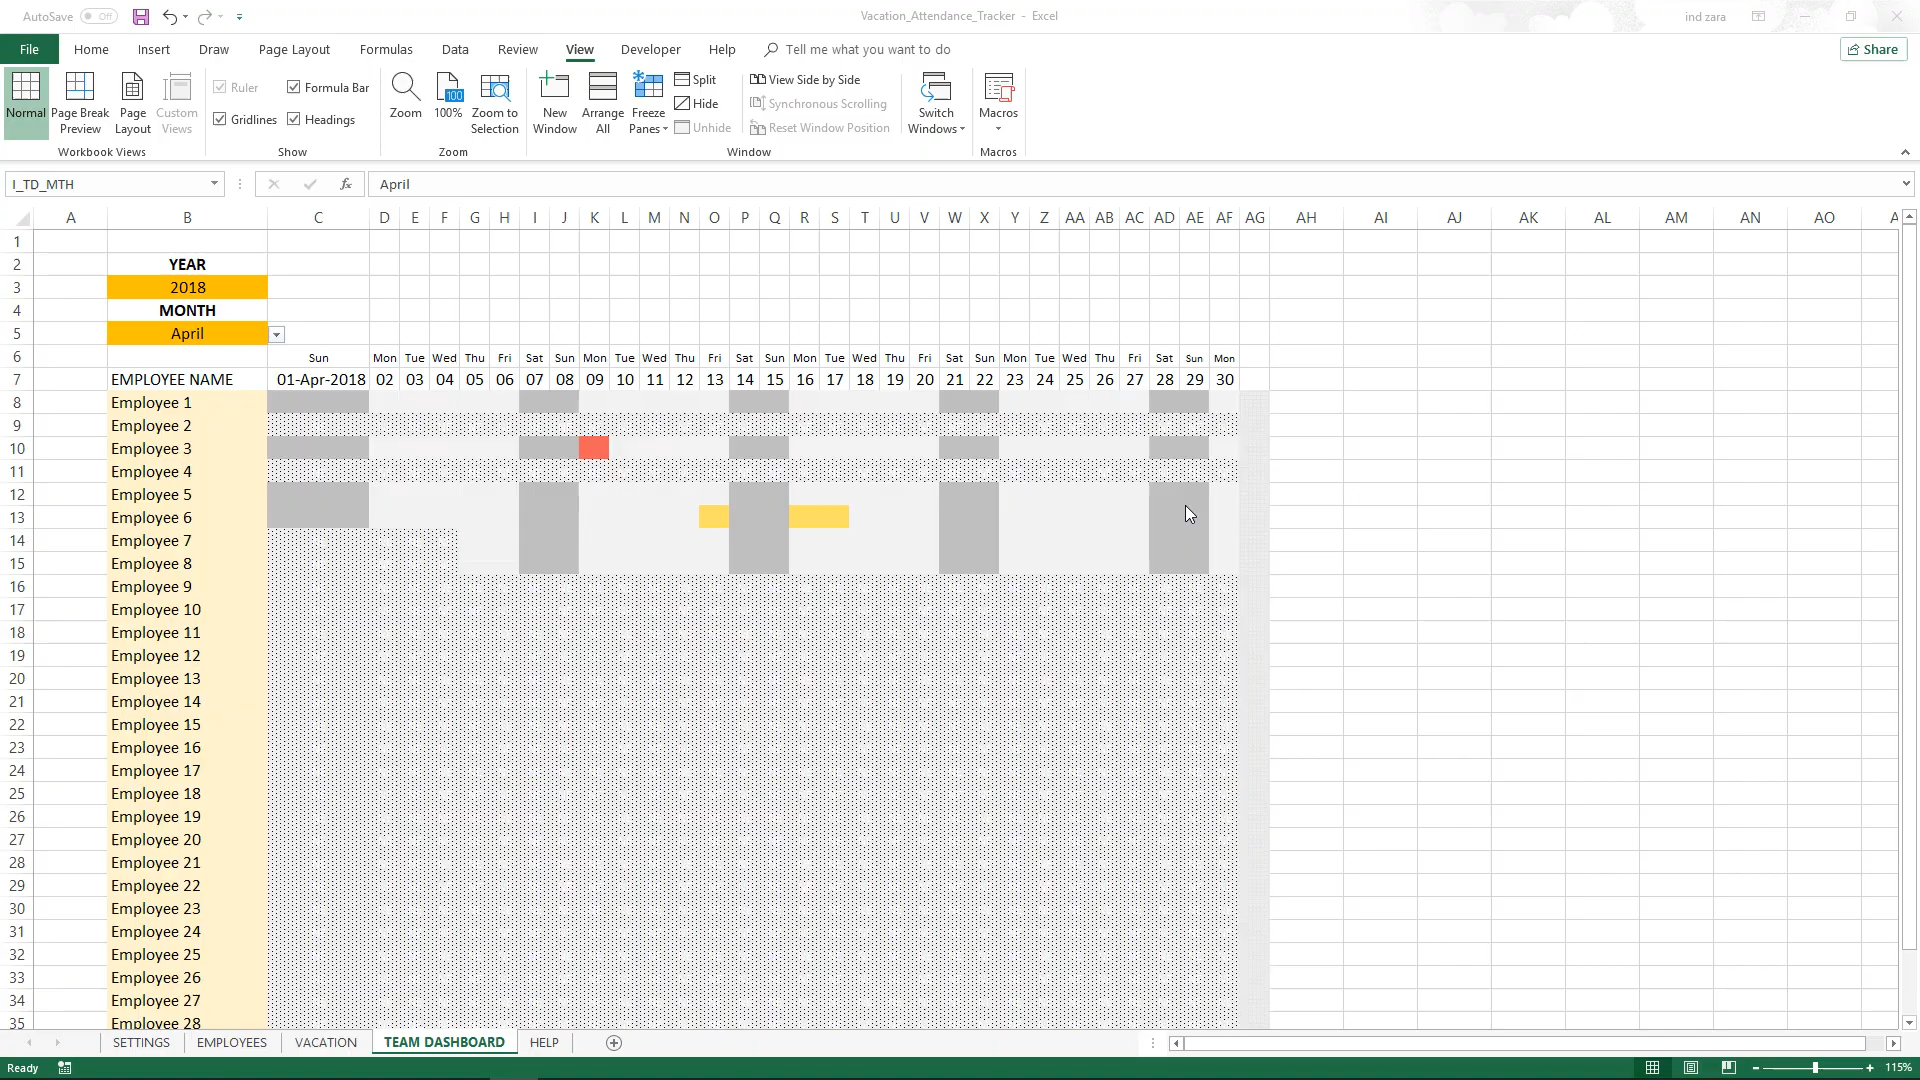 AutoSave Off
Vacation_Attendance_Tracker - Excel
ind zara
File Home Insert Draw Page Layout Formulas Data Review View Developer Help Tell me what you want to do Share
Normal Page Break Preview Page Layout Custom Views
Workbook Views
Ruler Formula Bar
Gridlines Headings
Show
Zoom 100% Zoom to Selection
Zoom
New Window Arrange All Freeze Panes
Split
Hide
Unhide
View Side by Side
Synchronous Scrolling
Reset Window Position
Switch Windows
Window
Macros
Macros
I_TD_MTH fx April
A B C D E F G H I J K L M N O P Q R S T U V W X Y Z AA AB AC AD AE AF AG AH AI AJ AK AL AM AN AO
1
2 YEAR
3 2018
4 MONTH
5 April
6 Sun Mon Tue Wed Thu Fri Sat Sun Mon Tue Wed Thu Fri Sat Sun Mon Tue Wed Thu Fri Sat Sun Mon Tue Wed Thu Fri Sat Sun Mon
7 EMPLOYEE NAME 01-Apr-2018 02 03 04 05 06 07 08 09 10 11 12 13 14 15 16 17 18 19 20 21 22 23 24 25 26 27 28 29 30
8 Employee 1
9 Employee 2
10 Employee 3
11 Employee 4
12 Employee 5
13 Employee 6
14 Employee 7
15 Employee 8
16 Employee 9
17 Employee 10
18 Employee 11
19 Employee 12
20 Employee 13
21 Employee 14
22 Employee 15
23 Employee 16
24 Employee 17
25 Employee 18
26 Employee 19
27 Employee 20
28 Employee 21
29 Employee 22
30 Employee 23
31 Employee 24
32 Employee 25
33 Employee 26
34 Employee 27
35 Employee 28
SETTINGS EMPLOYEES VACATION TEAM DASHBOARD HELP
Ready 115%